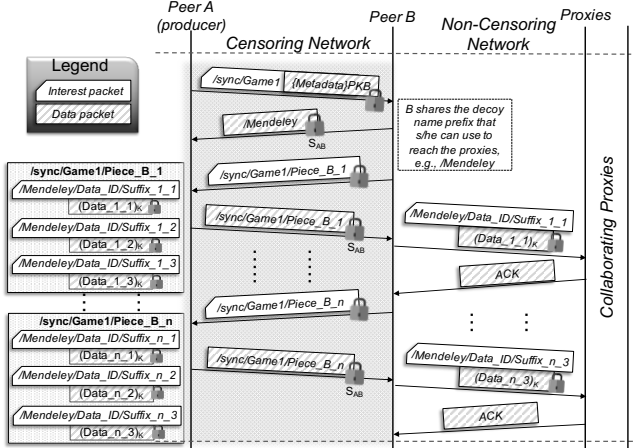 Peer A
(producer)
Peer B
Proxies
Censoring Network
Non-Censoring
Network
Legend
Interest packet
Data packet
/sync/Game1
{Metadata}PKB
/Mendeley
SAB
B shares the decoy
name prefix that
s/he can use to
reach the proxies,
e.g., /Mendeley
/sync/Game1/Piece_B_1
/sync/Game1/Piece_B_1
/Mendeley/Data_ID/Suffix_1_1
(Data_1_1)K
/Mendeley/Data_ID/Suffix_1_2
(Data_1_2)K
/Mendeley/Data_ID/Suffix_1_3
(Data_1_3)K
/sync/Game1/Piece_B_1
SAB
/Mendeley/Data_ID/Suffix_1_1
(Data_1_1)K
ACK
Collaborating Proxies
/sync/Game1/Piece_B_n
/sync/Game1/Piece_B_n
/Mendeley/Data_ID/Suffix_n_1
(Data_n_1)K
/Mendeley/Data_ID/Suffix_n_2
(Data_n_2)K
/Mendeley/Data_ID/Suffix_n_3
(Data_n_3)K
/sync/Game1/Piece_B_n
SAB
/Mendeley/Data_ID/Suffix_n_3
(Data_n_3)K
ACK